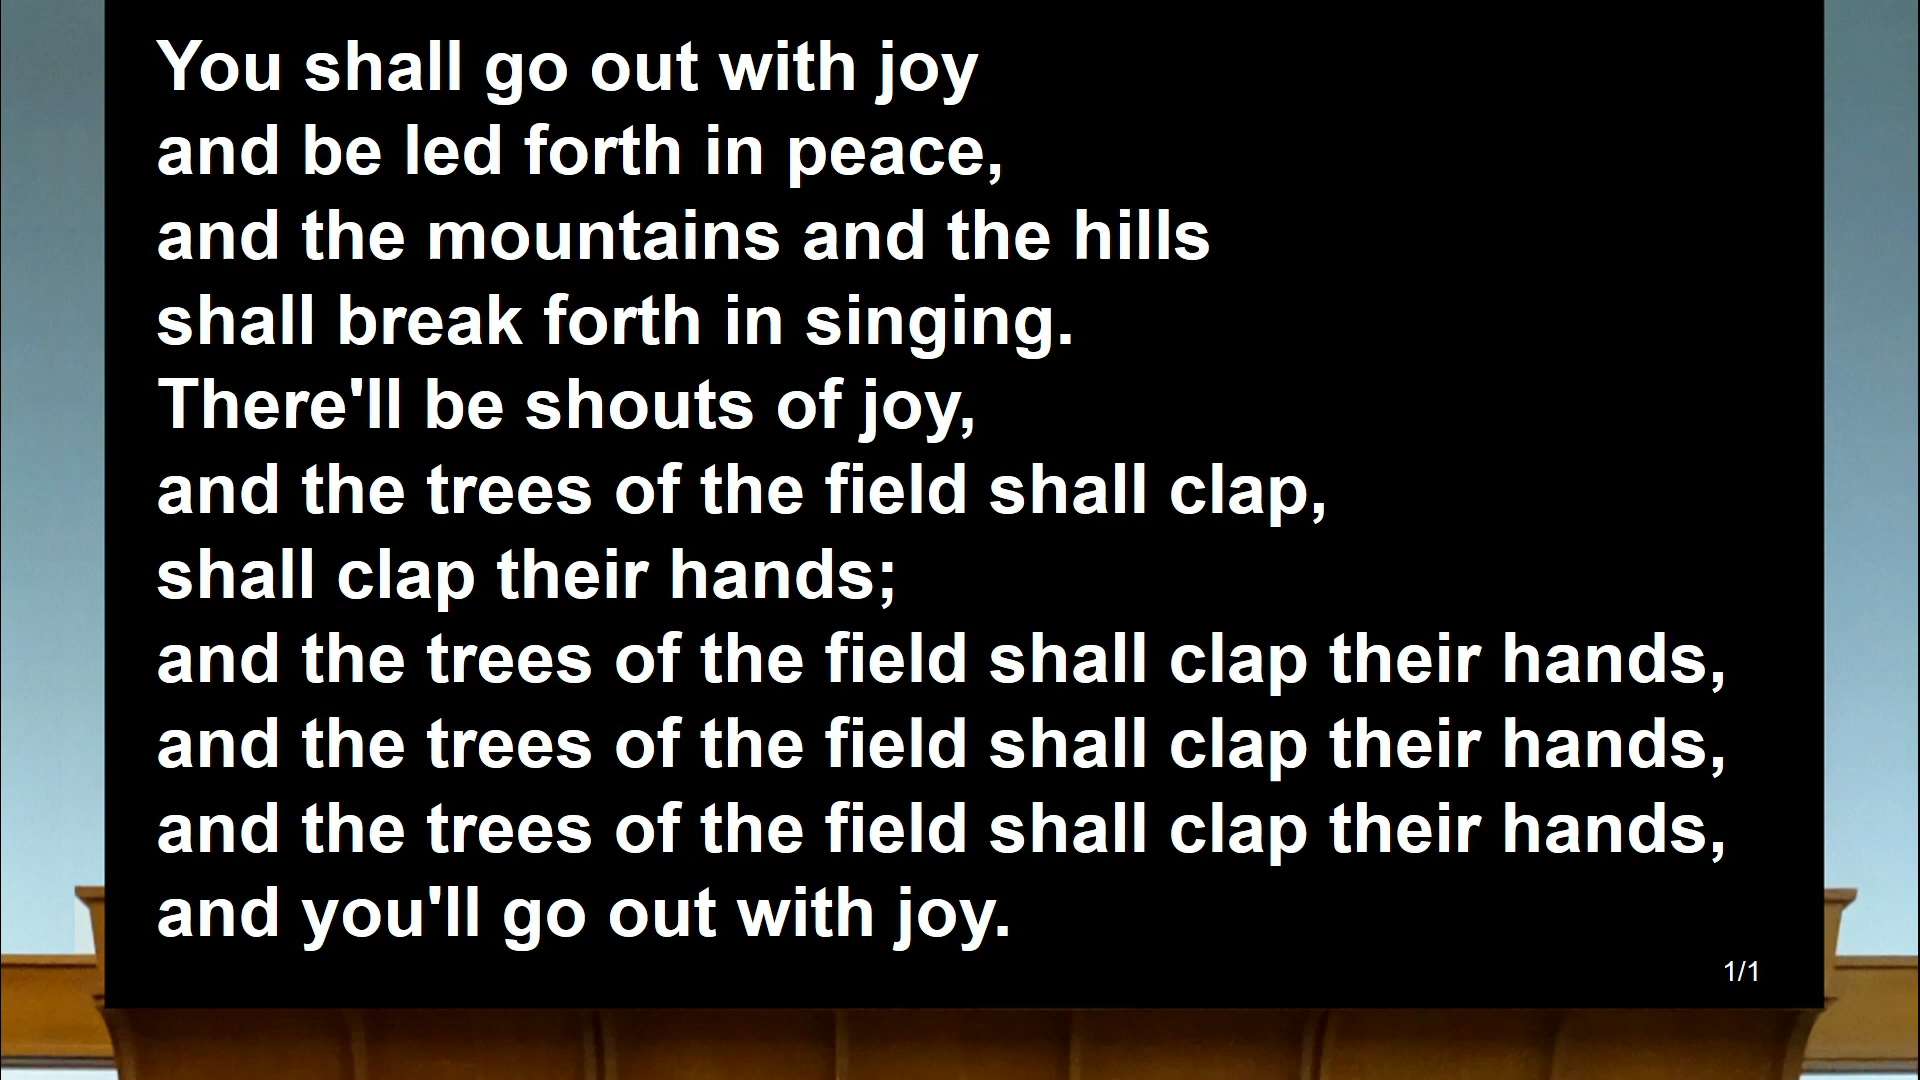 You shall go out with joy
and be led forth in peace,
and the mountains and the hills
shall break forth in singing.
There'll be shouts of joy,
and the trees of the field shall clap,
shall clap their hands;
and the trees of the field shall clap their hands,
and the trees of the field shall clap their hands,
and the trees of the field shall clap their hands,
and you'll go out with joy.
1/1